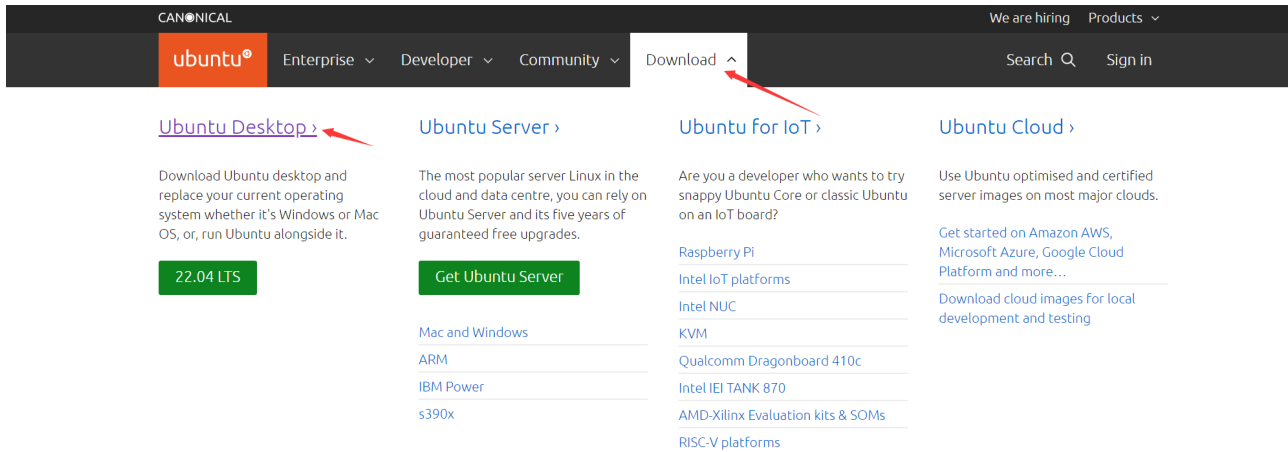 CANONICAL
We are hiring Products
ubuntu
Enterprise
Developer
Community
Download
Search
Sign in
Ubuntu Desktop ›
Download Ubuntu desktop and
replace your current operating
system whether it's Windows or Mac
OS, or, run Ubuntu alongside it.
22.04 LTS
Ubuntu Server ›
The most popular server Linux in the
cloud and data centre, you can rely on
Ubuntu Server and its five years of
guaranteed free upgrades.
Get Ubuntu Server
Mac and Windows
ARM
IBM Power
s390x
Ubuntu for IoT ›
Are you a developer who wants to try
snappy Ubuntu Core or classic Ubuntu
on an IoT board?
Raspberry Pi
Intel IoT platforms
Intel NUC
KVM
Qualcomm Dragonboard 410c
Intel IEI TANK 870
AMD-Xilinx Evaluation kits & SOMs
RISC-V platforms
Ubuntu Cloud ›
Use Ubuntu optimised and certified
server images on most major clouds.
Get started on Amazon AWS,
Microsoft Azure, Google Cloud
Platform and more…
Download cloud images for local
development and testing